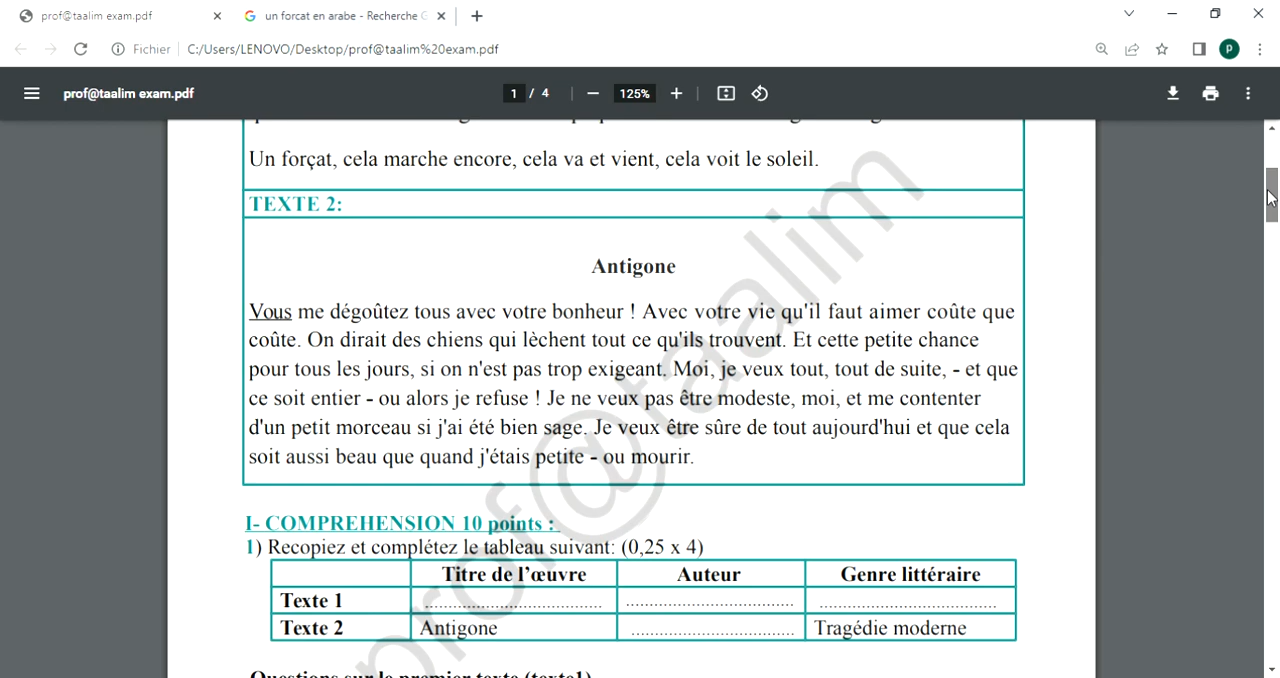 prof@taalim exam.pdf
un forcat en arabe - Recherche G
Fichier
C:/Users/LENOVO/Desktop/prof@taalim%20exam.pdf
P
prof@taalim exam.pdf
1 / 4
125%
Un forçat, cela marche encore, cela va et vient, cela voit le soleil.
TEXTE 2:
Antigone
Vous me dégoûtez tous avec votre bonheur ! Avec votre vie qu'il faut aimer coûte que
coûte. On dirait des chiens qui lèchent tout ce qu'ils trouvent. Et cette petite chance
pour tous les jours, si on n'est pas trop exigeant. Moi, je veux tout, tout de suite, - et que
ce soit entier - ou alors je refuse ! Je ne veux pas être modeste, moi, et me contenter
d'un petit morceau si j'ai été bien sage. Je veux être sûre de tout aujourd'hui et que cela
soit aussi beau que quand j'étais petite - ou mourir.
I- COMPREHENSION 10 points :
1) Recopiez et complétez le tableau suivant: (0,25 x 4)
Titre de l'œuvre Auteur Genre littéraire
Texte 1 .................................... .................................. ....................................
Texte 2 Antigone ................................. Tragédie moderne
Questions sur le premier texte (texte1)
prof@taalim